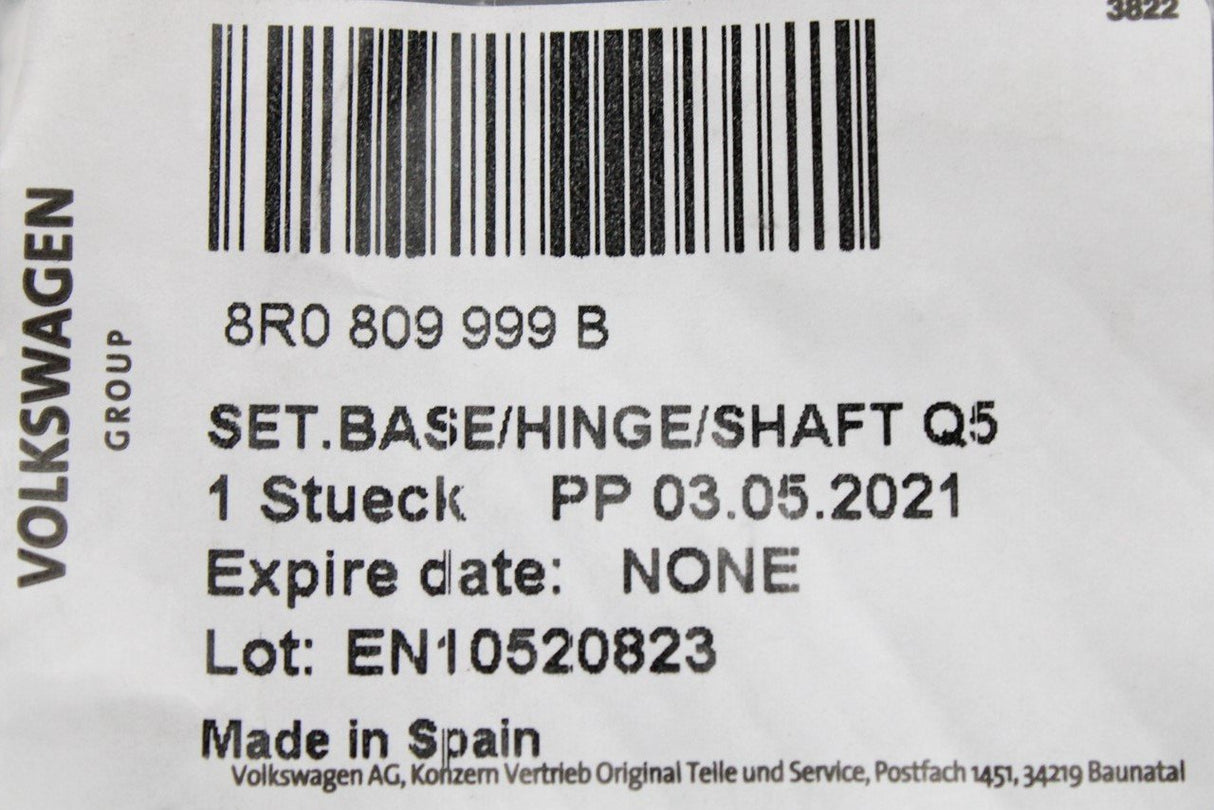 3822
VOLKSWAGEN
GROUP
8R0 809 999 B
SET.BASE/HINGE/SHAFT Q5
1 Stueck PP 03.05.2021
Expire date: NONE
Lot: EN10520823
Made in Spain
Volkswagen AG, Konzern Vertrieb Original Teile und Service, Postfach 1451, 34219 Baunatal